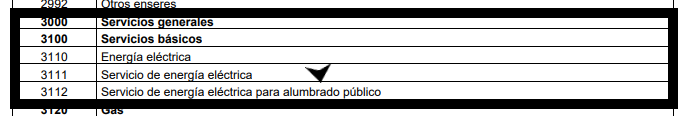 2992 Otros enseres
3000 Servicios generales
3100 Servicios básicos
3110 Energía eléctrica
3111 Servicio de energía eléctrica
3112 Servicio de energía eléctrica para alumbrado público
3120 Gas